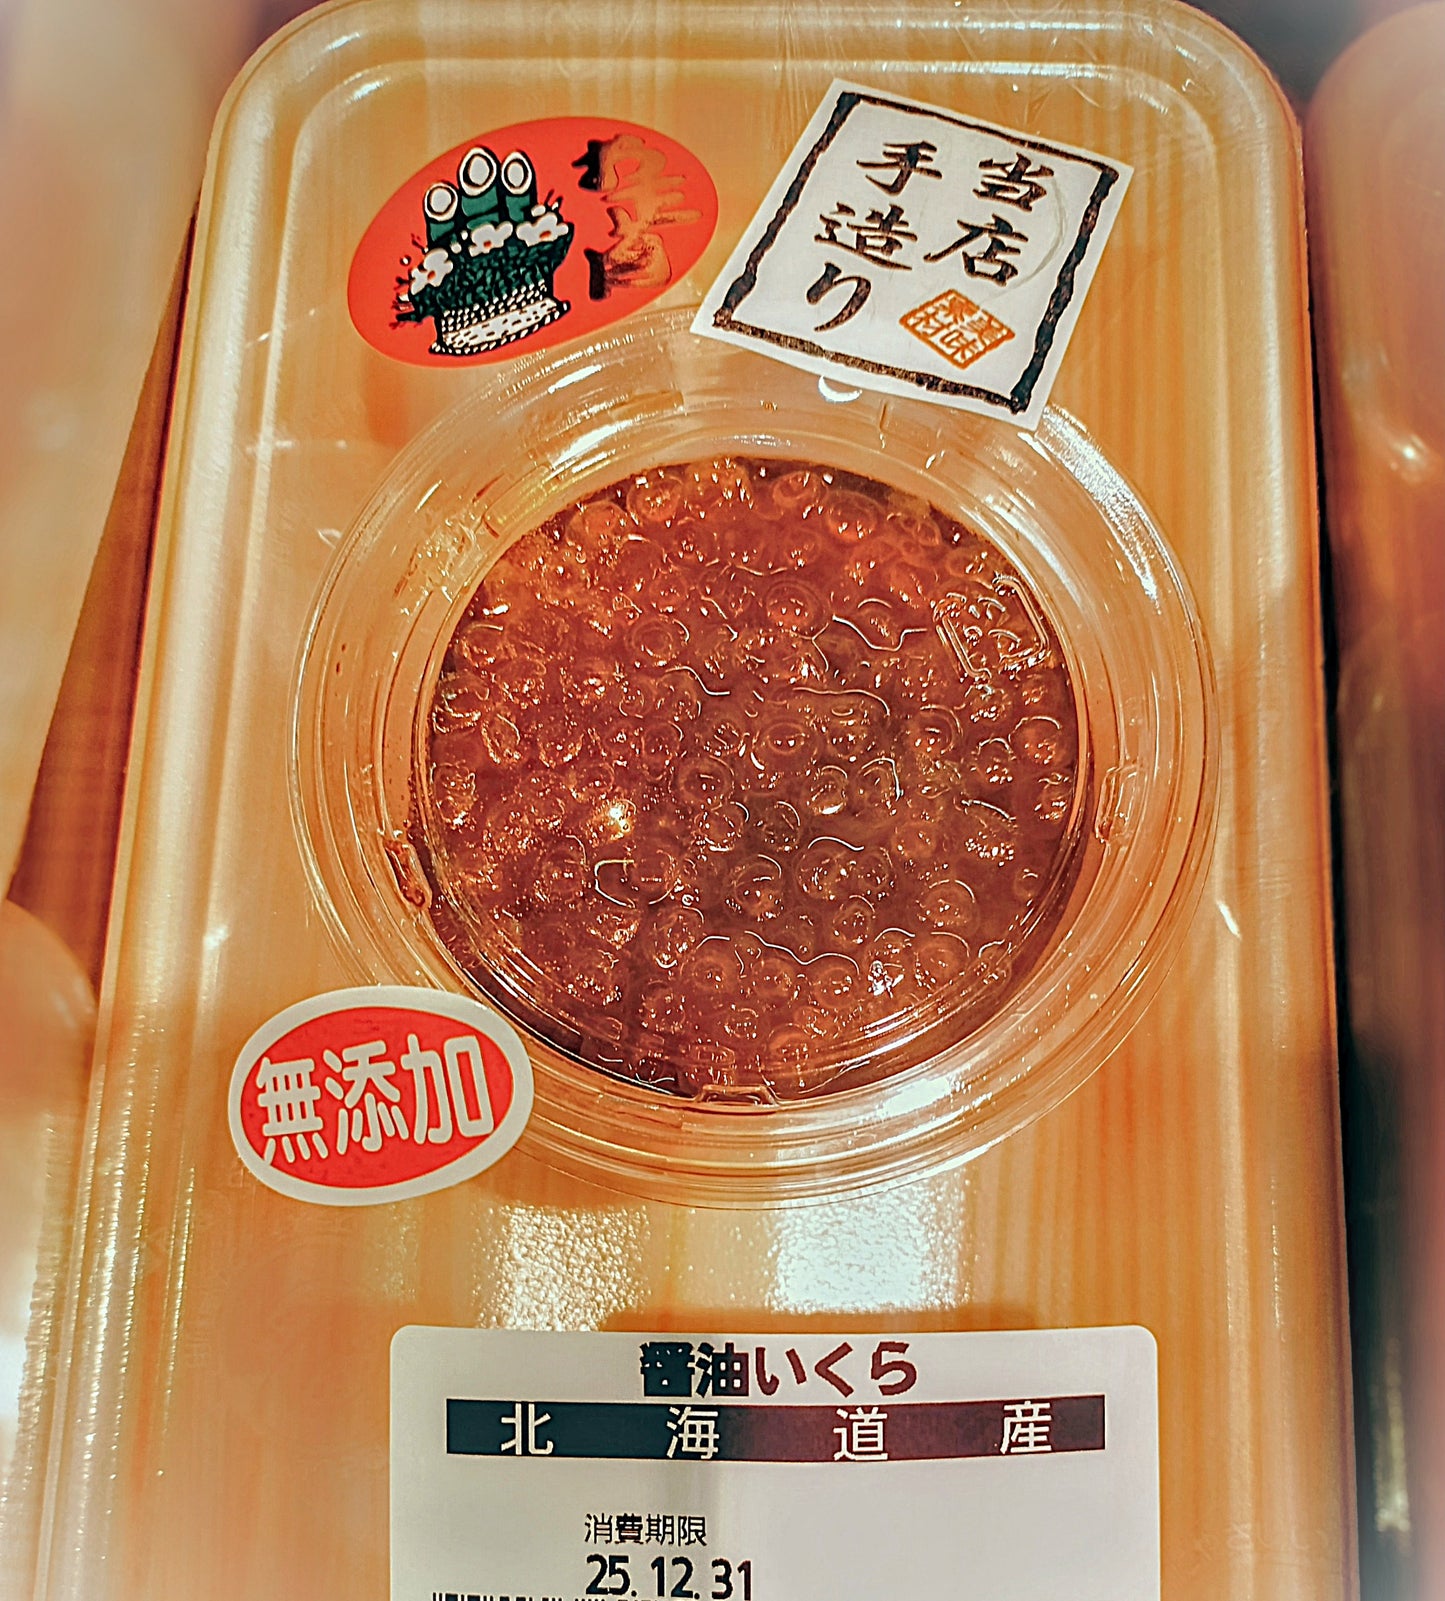 迎春
当店
手造り
無添加
醤油いくら
北海道産
消費期限
25.12.31